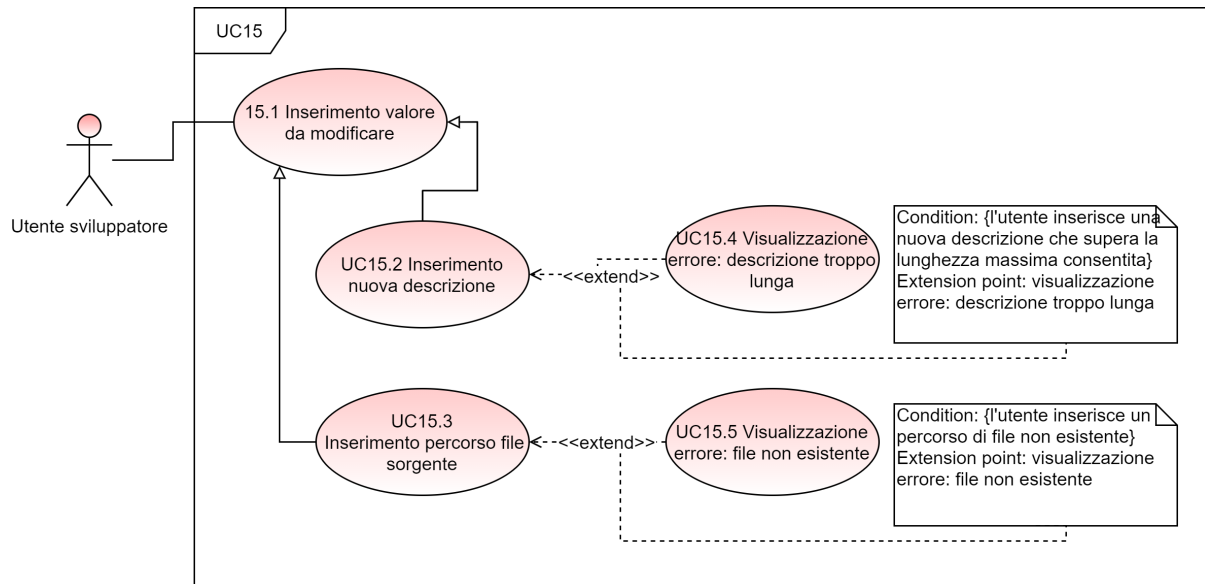 UC15
15.1 Inserimento valore
da modificare
Utente sviluppatore
UC15.2 Inserimento
nuova descrizione
<<extend>>
UC15.4 Visualizzazione
errore: descrizione troppo
lunga
Condition: {l'utente inserisce una
nuova descrizione che supera la
lunghezza massima consentita}
Extension point: visualizzazione
errore: descrizione troppo lunga
UC15.3
Inserimento percorso file
sorgente
<<extend>>
UC15.5 Visualizzazione
errore: file non esistente
Condition: {l'utente inserisce un
percorso di file non esistente}
Extension point: visualizzazione
errore: file non esistente